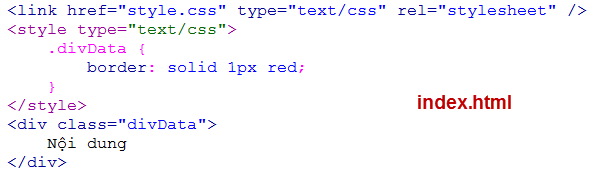 <link href="style.css" type="text/css" rel="stylesheet" />
<style type="text/css">
    .divData {
        border: solid 1px red;
    }
</style>
index.html
<div class="divData">
    Nội dung
</div>